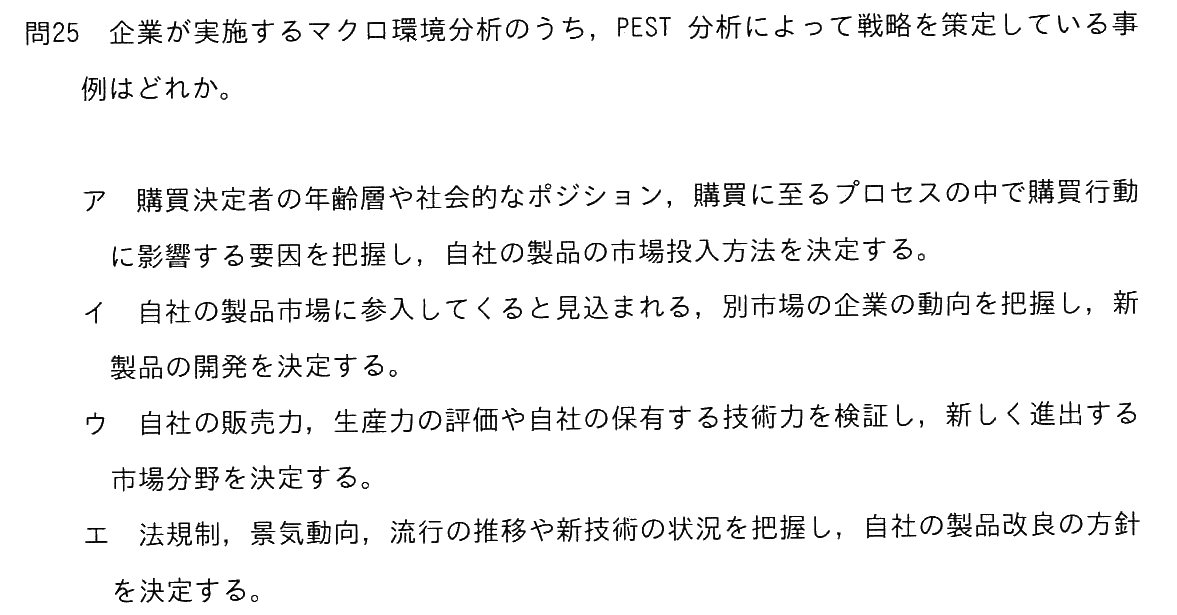 問25 企業が実施するマクロ環境分析のうち，PEST 分析によって戦略を策定している事
例はどれか。
ア 購買決定者の年齢層や社会的なポジション，購買に至るプロセスの中で購買行動
に影響する要因を把握し，自社の製品の市場投入方法を決定する。
イ 自社の製品市場に参入してくると見込まれる，別市場の企業の動向を把握し，新
製品の開発を決定する。
ウ 自社の販売力，生産力の評価や自社の保有する技術力を検証し，新しく進出する
市場分野を決定する。
エ 法規制，景気動向，流行の推移や新技術の状況を把握し，自社の製品改良の方針
を決定する。